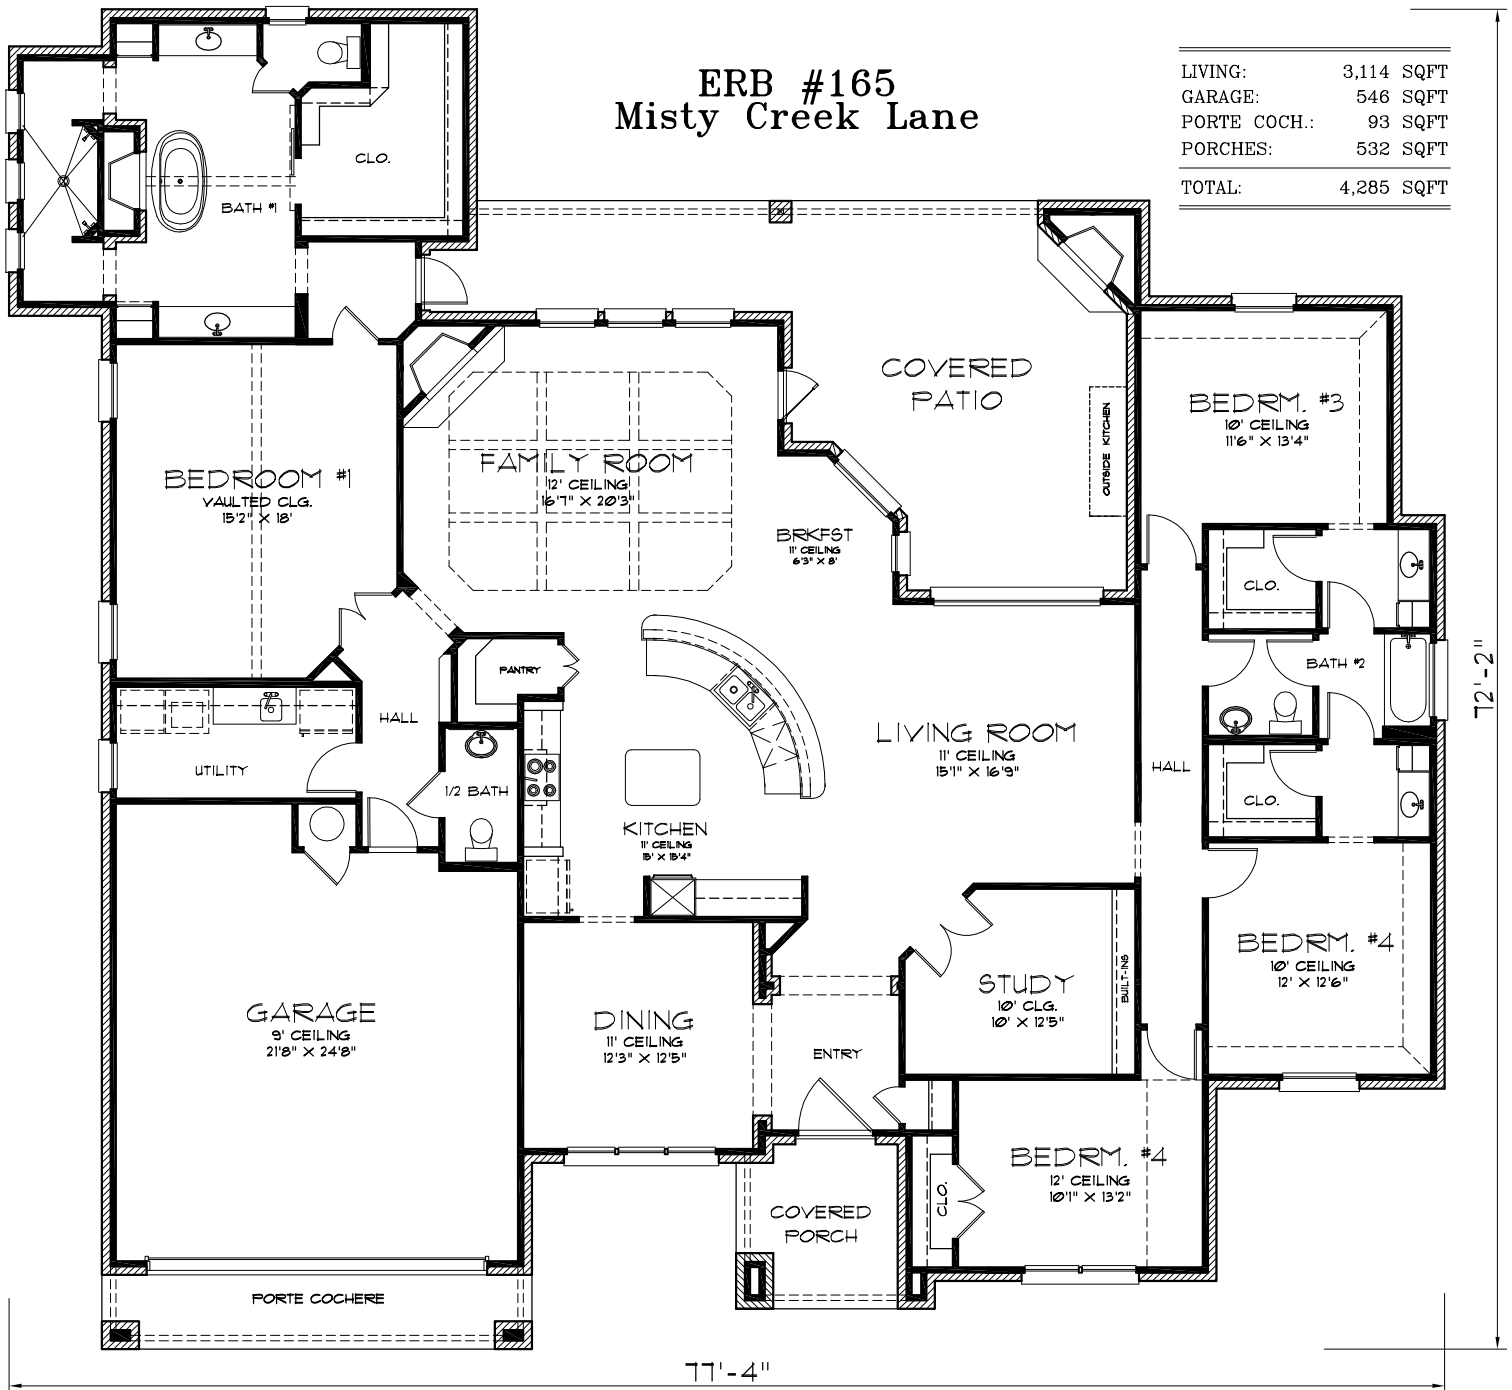 ERB #165
Misty Creek Lane
LIVING: 3,114 SQFT
GARAGE: 546 SQFT
PORTE COCH.: 93 SQFT
PORCHES: 532 SQFT
TOTAL: 4,285 SQFT
CLO.
BATH #1
COVERED
PATIO
OUTSIDE KITCHEN
BEDRM. #3
10' CEILING
11'6" X 13'4"
BEDROOM #1
VAULTED CLG.
15'2" X 18'
FAMILY ROOM
12' CEILING
16'7" X 20'3"
BRKFST
11' CEILING
6'3" X 8'
CLO.
BATH #2
72'-2"
PANTRY
HALL
UTILITY
1/2 BATH
LIVING ROOM
11' CEILING
15'1" X 16'9"
HALL
CLO.
KITCHEN
11' CEILING
15' X 15'4"
BEDRM. #4
10' CEILING
12' X 12'6"
STUDY
10' CLG.
10' X 12'5"
BUILT-INS
GARAGE
9' CEILING
21'8" X 24'8"
DINING
11' CEILING
12'3" X 12'5"
ENTRY
BEDRM. #4
12' CEILING
10'1" X 13'2"
CLO.
COVERED
PORCH
PORTE COCHERE
77'-4"